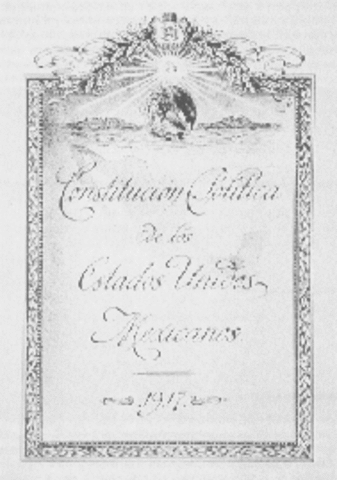 Constitución Política
de los
Estados Unidos
Mexicanos.
1917.